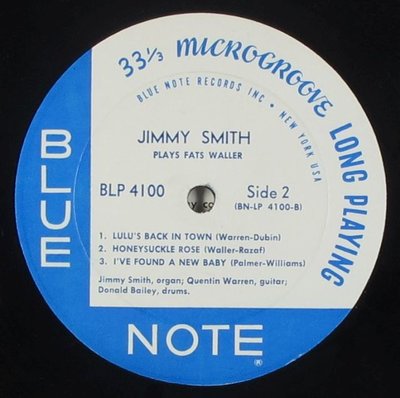 33⅓ MICROGROOVE LONG PLAYING
BLUE NOTE RECORDS INC • NEW YORK USA
JIMMY SMITH
PLAYS FATS WALLER
BLP 4100
Side 2
(BN-LP 4100-B)
1. LULU'S BACK IN TOWN (Warren-Dubin)
2. HONEYSUCKLE ROSE (Waller-Razaf)
3. I'VE FOUND A NEW BABY (Palmer-Williams)
Jimmy Smith, organ; Quentin Warren, guitar;
Donald Bailey, drums.
BLUE
NOTE
®